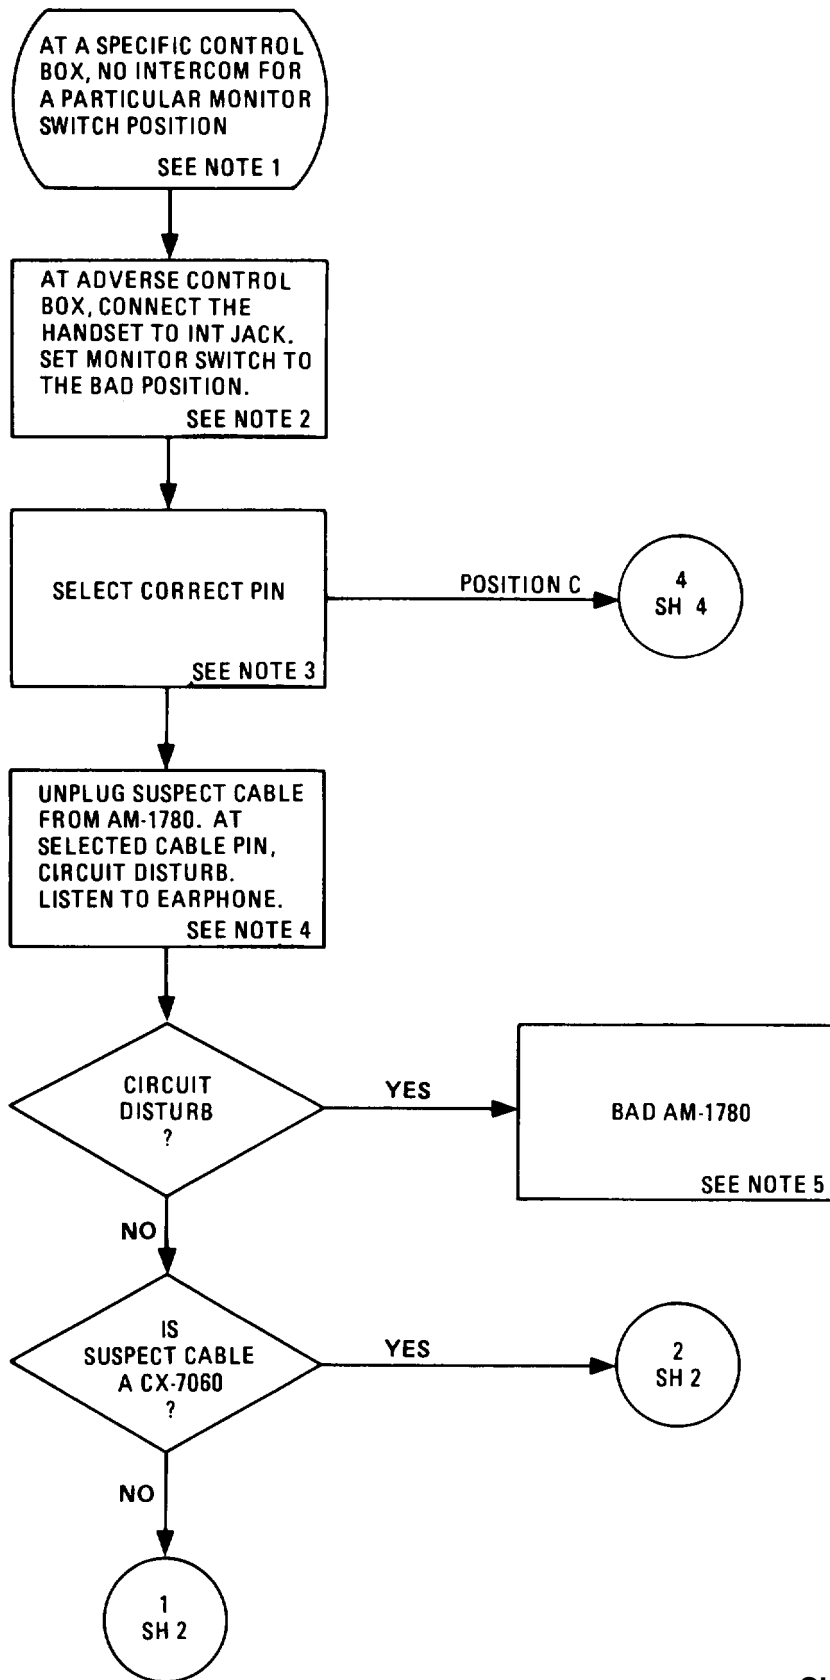 AT A SPECIFIC CONTROL
BOX, NO INTERCOM FOR
A PARTICULAR MONITOR
SWITCH POSITION
SEE NOTE 1
AT ADVERSE CONTROL
BOX, CONNECT THE
HANDSET TO INT JACK.
SET MONITOR SWITCH TO
THE BAD POSITION.
SEE NOTE 2
SELECT CORRECT PIN
SEE NOTE 3
POSITION C
4
SH 4
UNPLUG SUSPECT CABLE
FROM AM-1780. AT
SELECTED CABLE PIN,
CIRCUIT DISTURB.
LISTEN TO EARPHONE.
SEE NOTE 4
CIRCUIT
DISTURB
?
YES
BAD AM-1780
SEE NOTE 5
NO
IS
SUSPECT CABLE
A CX-7060
?
YES
2
SH 2
NO
1
SH 2